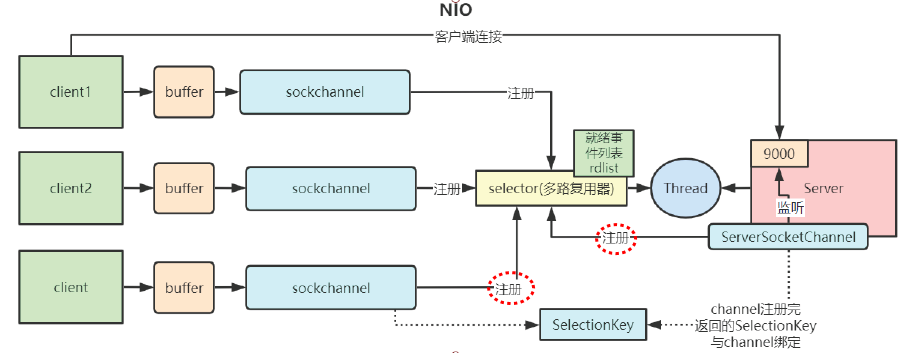 NIO
客户端连接
client1
buffer
sockchannel
注册
就绪事
件列表
rdlist
9000
Server
client2
buffer
sockchannel
注册
selector(多路复用器)
Thread
监听
注册
ServerSocketChannel
client
buffer
sockchannel
注册
SelectionKey
channel注册完
返回的SelectionKey
与channel绑定